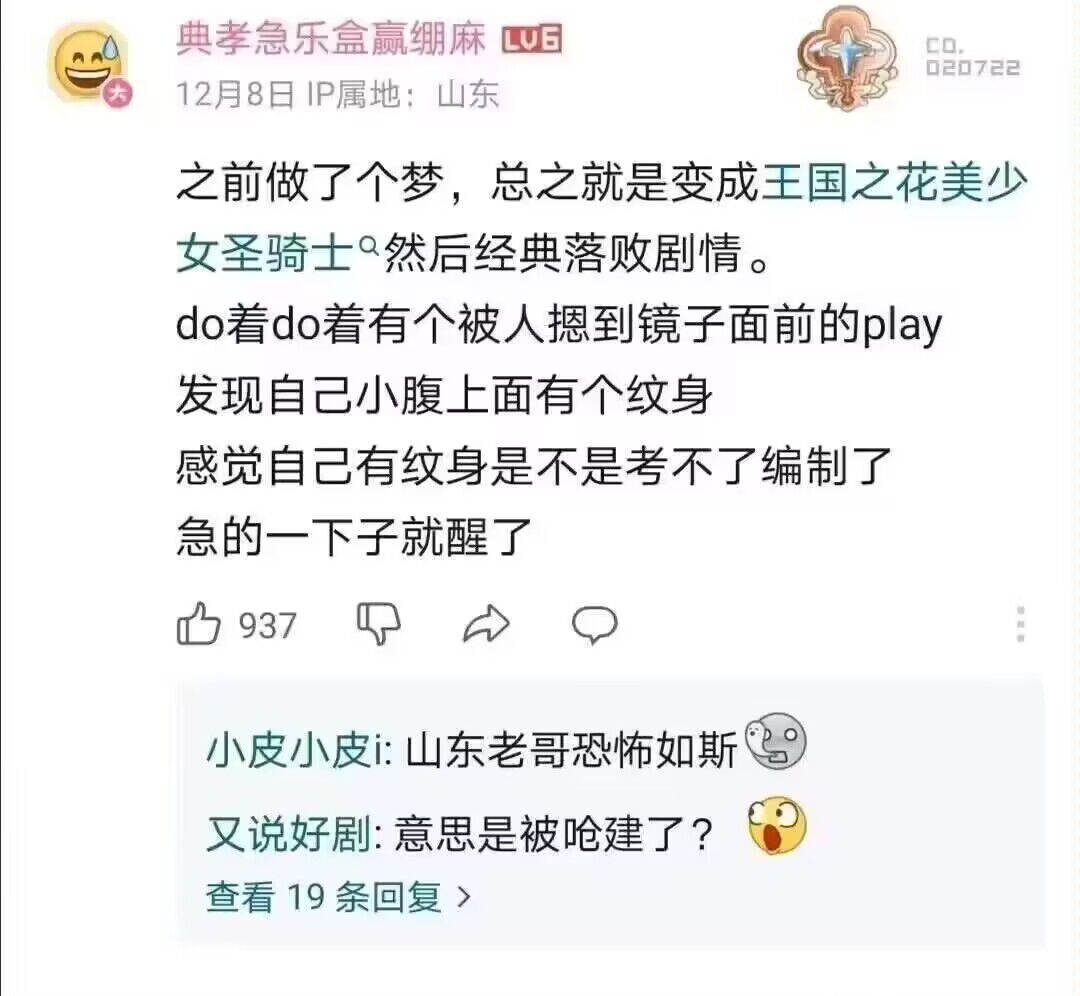 典孝急乐盒赢绷麻 LV6
CO.
020722
12月8日 IP属地：山东
大
之前做了个梦，总之就是变成王国之花美少
女圣骑士然后经典落败剧情。
do着do着有个被人摁到镜子面前的play
发现自己小腹上面有个纹身
感觉自己有纹身是不是考不了编制了
急的一下子就醒了
937
小皮小皮i: 山东老哥恐怖如斯
又说好剧: 意思是被呛建了？
查看 19 条回复 >